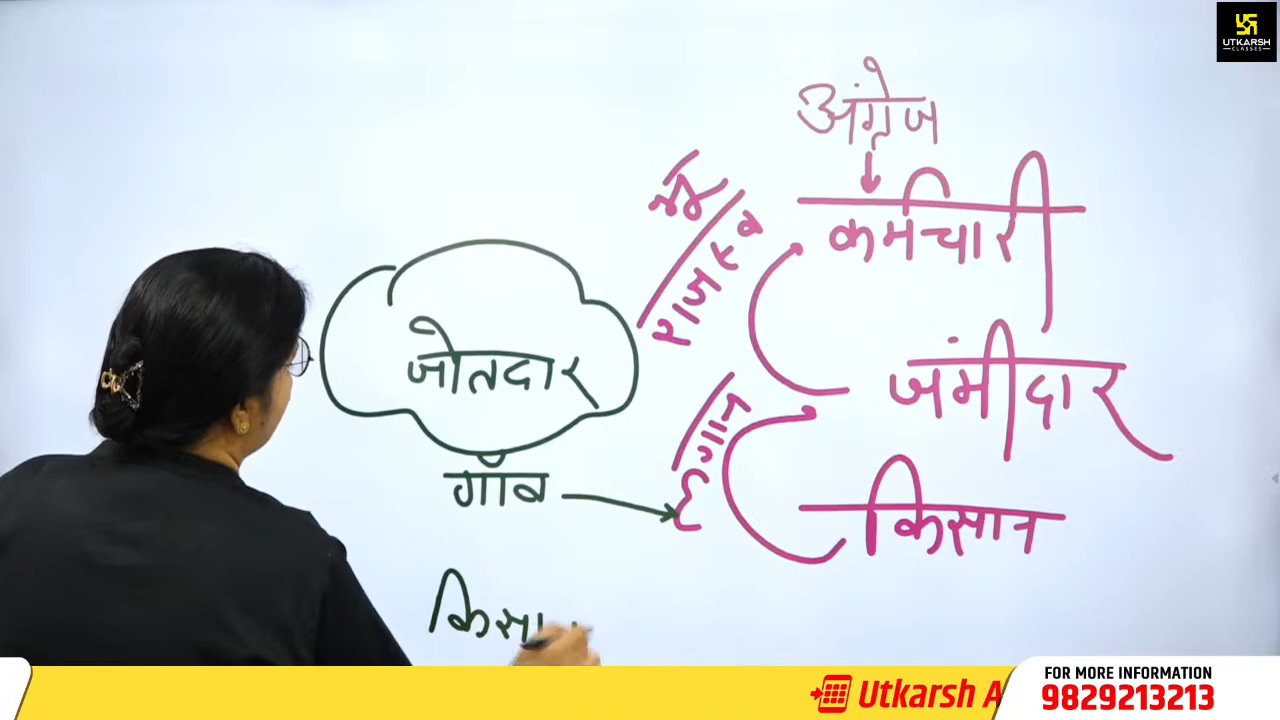 UTKARSH
CLASSES
अंग्रेज
कर्मचारी
राजस्व
जमींदार
जोतदार
लगान
गाँव
किसान
किसा
Utkarsh A
FOR MORE INFORMATION
9829213213